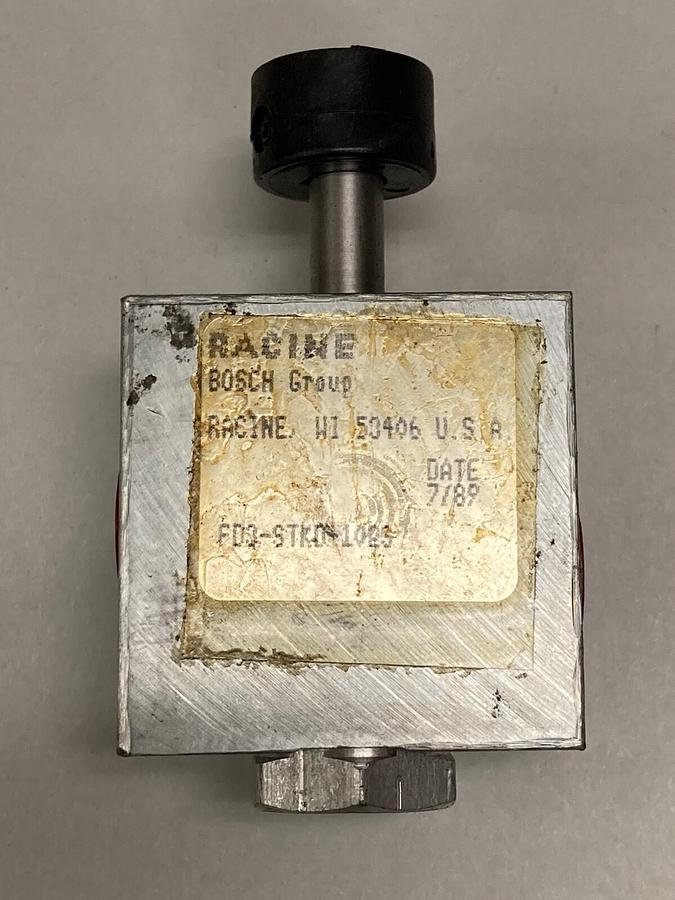 RACINE
BOSCH Group
RACINE, WI 53406 U.S.A
DATE
7/89